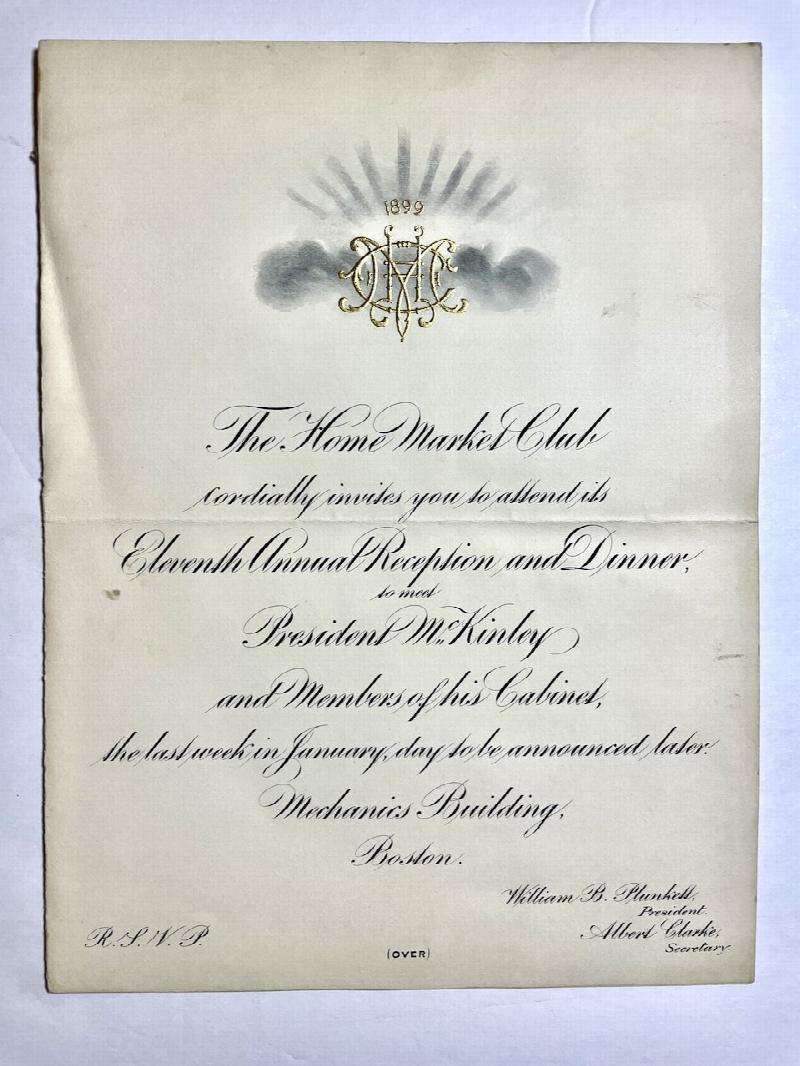 1899
HMC
The Home Market Club
cordially invites you to attend its
Eleventh Annual Reception and Dinner,
to meet
President McKinley
and Members of his Cabinet,
the last week in January, day to be announced later.
Mechanics Building,
Boston.
William B. Plunkett,
President.
Albert Clarke,
Secretary
R.S.V.P.
(OVER)